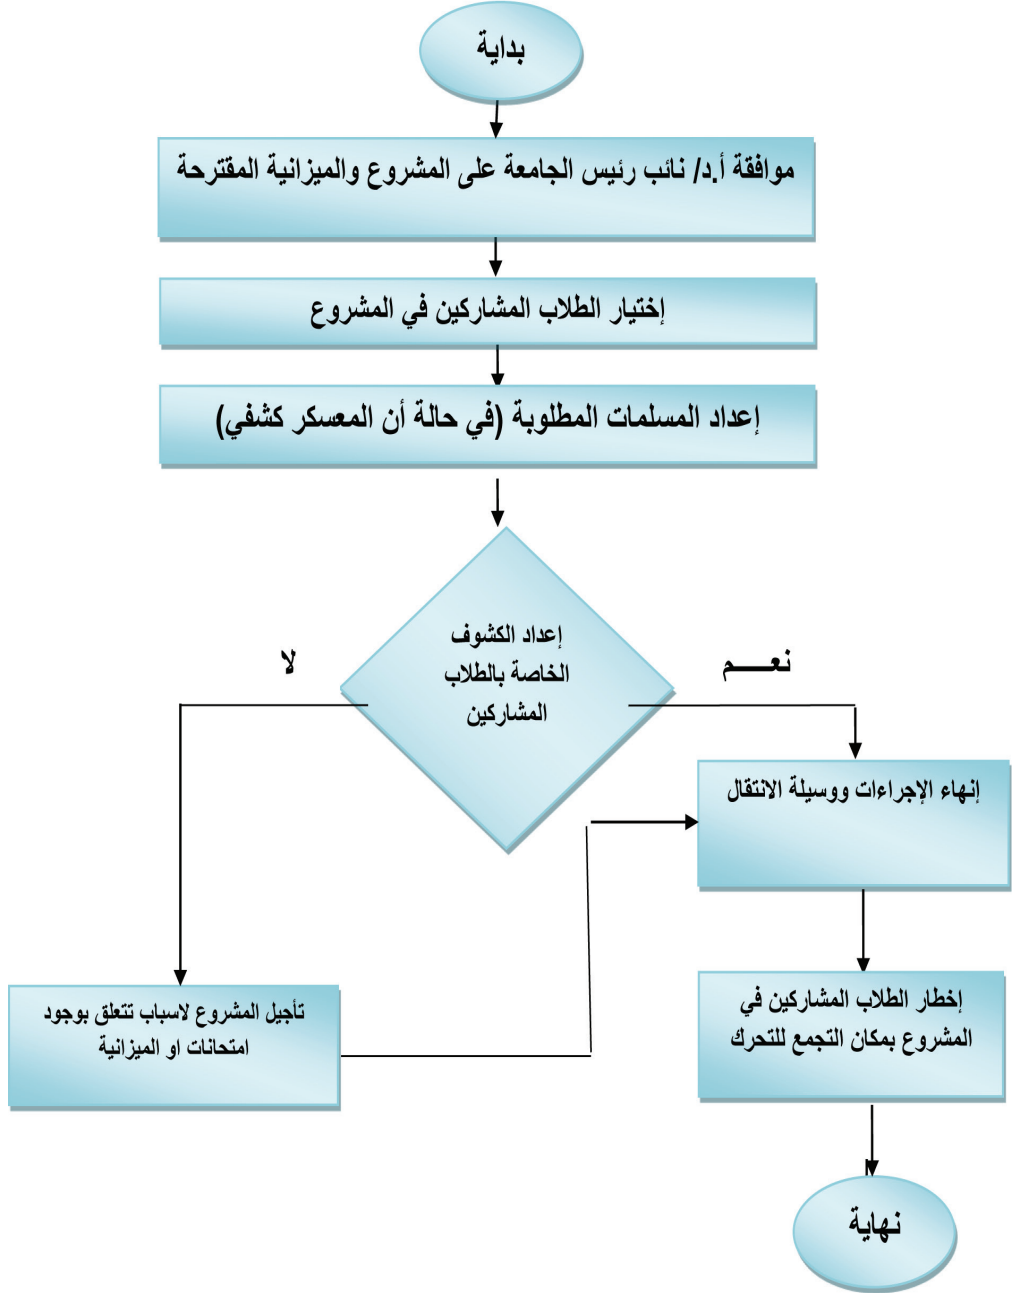 بداية
موافقة أ.د/ نائب رئيس الجامعة على المشروع والميزانية المقترحة
إختيار الطلاب المشاركين في المشروع
إعداد المسلمات المطلوبة (في حالة أن المعسكر كشفي)
إعداد الكشوف
الخاصة بالطلاب
المشاركين
نعـــــم
لا
إنهاء الإجراءات ووسيلة الانتقال
تأجيل المشروع لاسباب تتعلق بوجود
امتحانات او الميزانية
إخطار الطلاب المشاركين في
المشروع بمكان التجمع للتحرك
نهاية